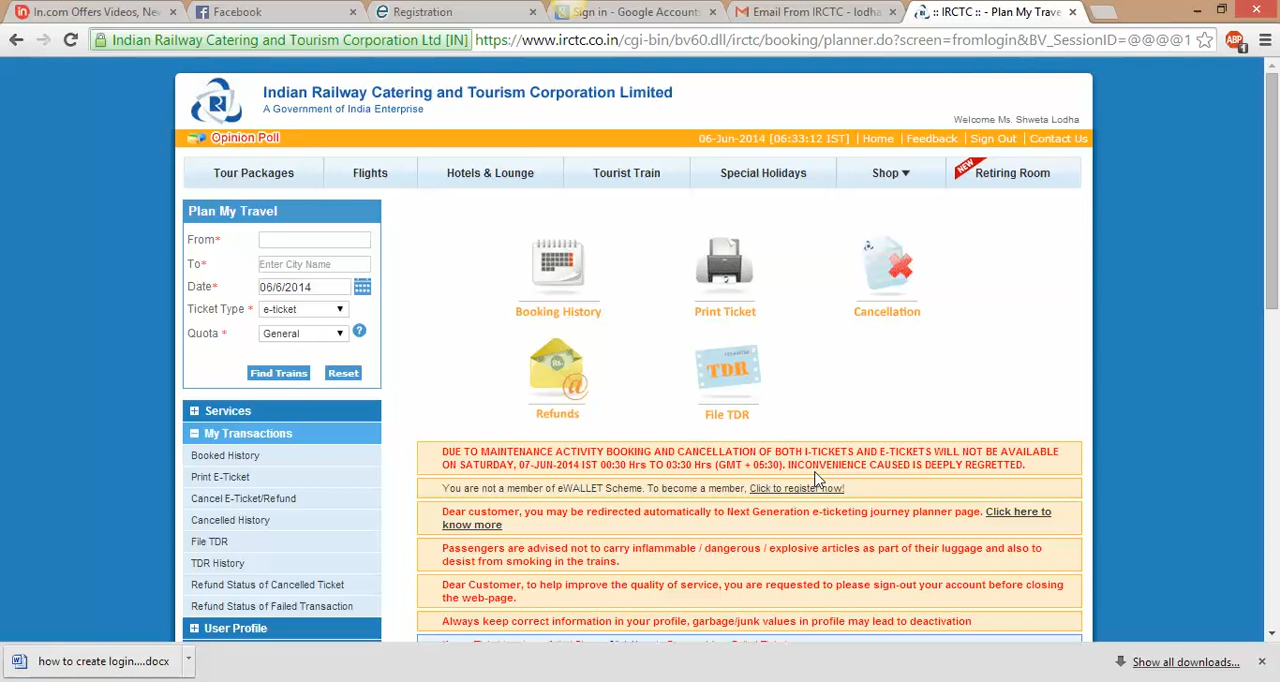 In.com Offers Videos, Ne
Facebook
Registration
Sign in - Google Account
Email From IRCTC - lodha
:: IRCTC :: - Plan My Trave
Indian Railway Catering and Tourism Corporation Ltd [IN]
https://www.irctc.co.in/cgi-bin/bv60.dll/irctc/booking/planner.do?screen=fromlogin&BV_SessionID=@@@@1
ABP
1
Indian Railway Catering and Tourism Corporation Limited
A Government of India Enterprise
Welcome Ms. Shweta Lodha
Opinion Poll
06-Jun-2014 [06:33:12 IST] | Home | Feedback | Sign Out | Contact Us
Tour Packages
Flights
Hotels & Lounge
Tourist Train
Special Holidays
Shop ▾
NEW
Retiring Room
Plan My Travel
From*
To*
Enter City Name
Date*
06/6/2014
Ticket Type *
e-ticket
Quota *
General
?
Find Trains
Reset
Booking History
Print Ticket
Cancellation
Refunds
TDR
File TDR
Services
My Transactions
Booked History
Print E-Ticket
Cancel E-Ticket/Refund
Cancelled History
File TDR
TDR History
Refund Status of Cancelled Ticket
Refund Status of Failed Transaction
User Profile
DUE TO MAINTENANCE ACTIVITY BOOKING AND CANCELLATION OF BOTH I-TICKETS AND E-TICKETS WILL NOT BE AVAILABLE
ON SATURDAY, 07-JUN-2014 IST 00:30 Hrs TO 03:30 Hrs (GMT + 05:30). INCONVENIENCE CAUSED IS DEEPLY REGRETTED.
You are not a member of eWALLET Scheme. To become a member, Click to register now!
Dear customer, you may be redirected automatically to Next Generation e-ticketing journey planner page. Click here to
know more
Passengers are advised not to carry inflammable / dangerous / explosive articles as part of their luggage and also to
desist from smoking in the trains.
Dear Customer, to help improve the quality of service, you are requested to please sign-out your account before closing
the web-page.
Always keep correct information in your profile, garbage/junk values in profile may lead to deactivation
how to create login....docx
Show all downloads...